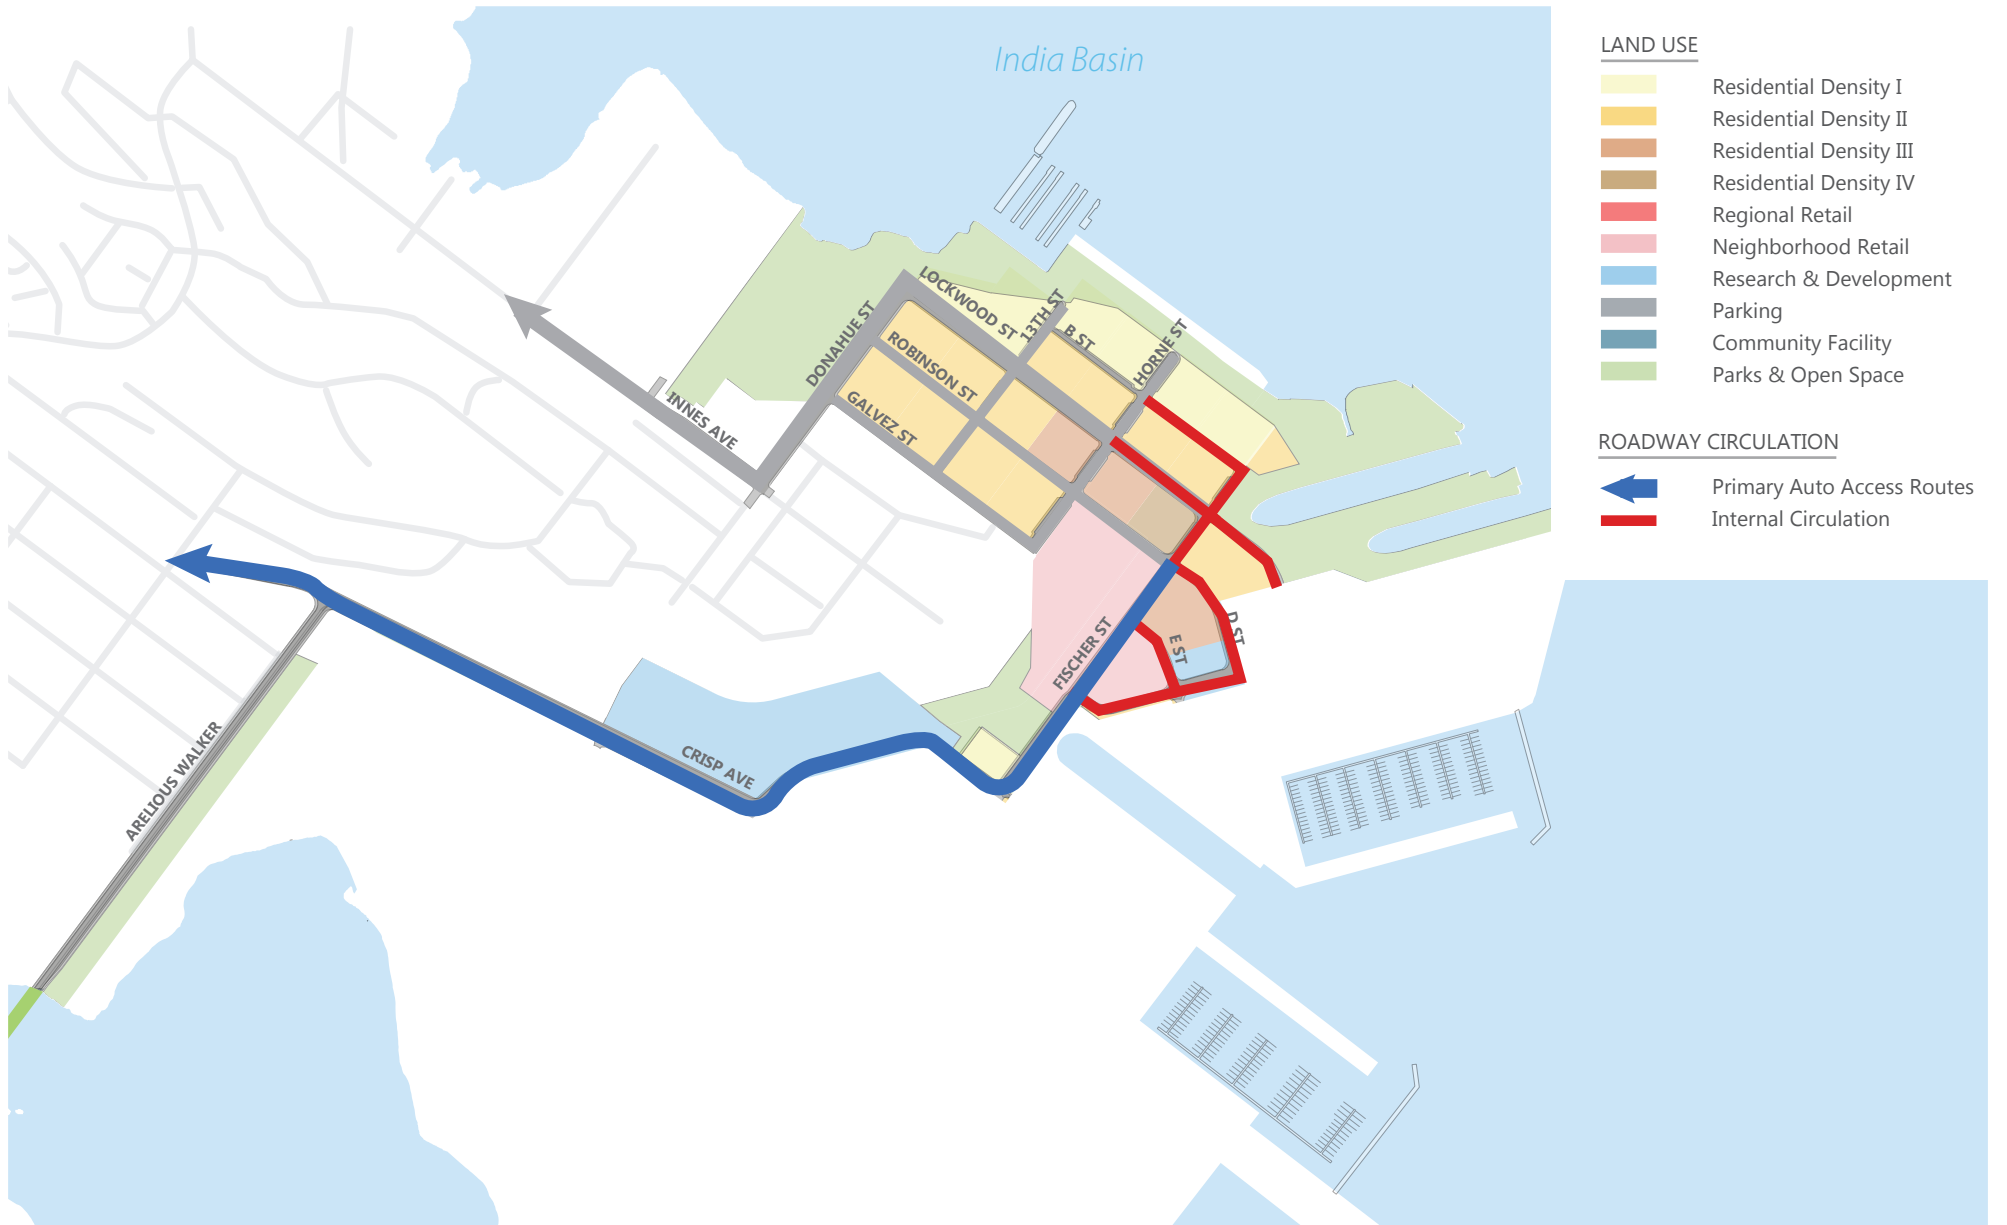 India Basin
LAND USE
Residential Density I
Residential Density II
Residential Density III
Residential Density IV
Regional Retail
Neighborhood Retail
Research & Development
Parking
Community Facility
Parks & Open Space
ROADWAY CIRCULATION
Primary Auto Access Routes
Internal Circulation
LOCKWOOD ST
13TH ST
B ST
HORNE ST
DONAHUE ST
ROBINSON ST
GALVEZ ST
INNES AVE
D ST
E ST
FISCHER ST
CRISP AVE
ARELIOUS WALKER